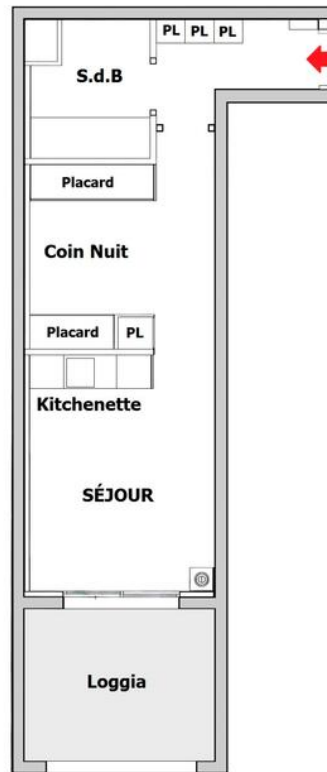 PL PL PL
S.d.B
Placard
Coin Nuit
Placard PL
Kitchenette
SÉJOUR
Loggia